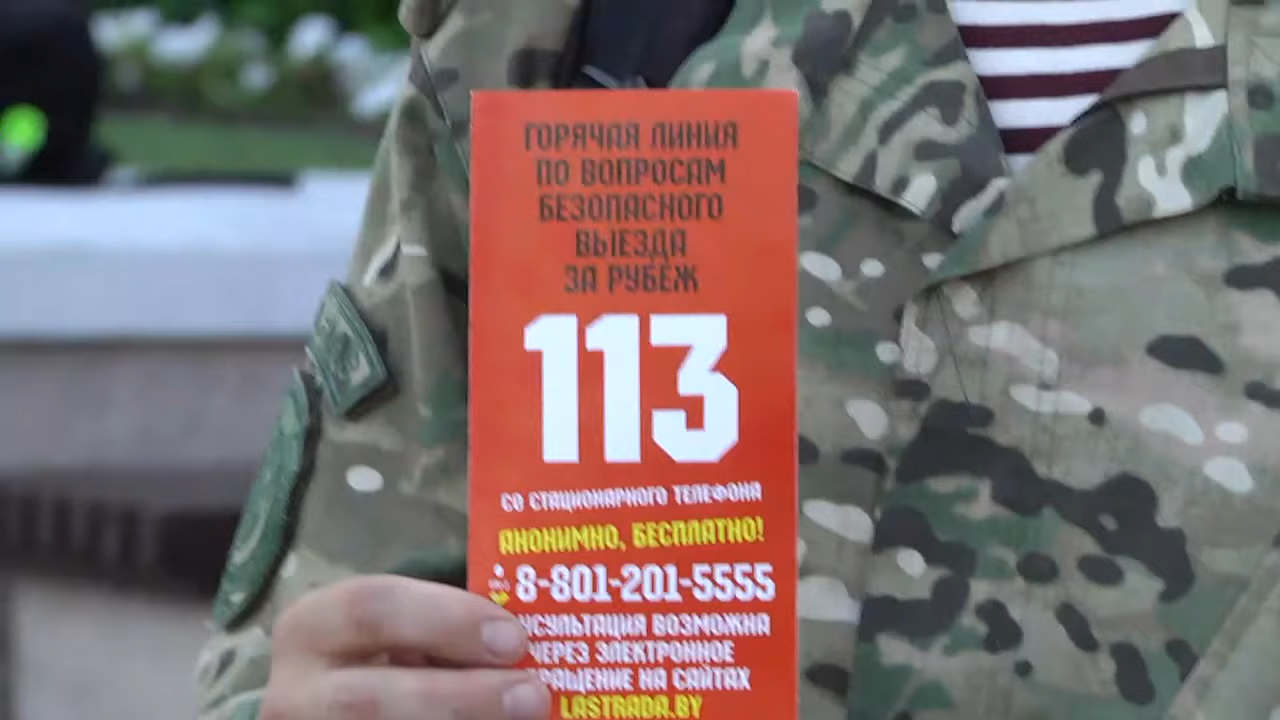 ГОРЯЧАЯ ЛИНИЯ
ПО ВОПРОСАМ
БЕЗОПАСНОГО
ВЫЕЗДА
ЗА РУБЕЖ
113
СО СТАЦИОНАРНОГО ТЕЛЕФОНА
АНОНИМНО, БЕСПЛАТНО!
8-801-201-5555
ВОЗМОЖНА
ЧЕРЕЗ ЭЛЕКТРОННОЕ
НА САЙТАХ
LASTRADA.BY